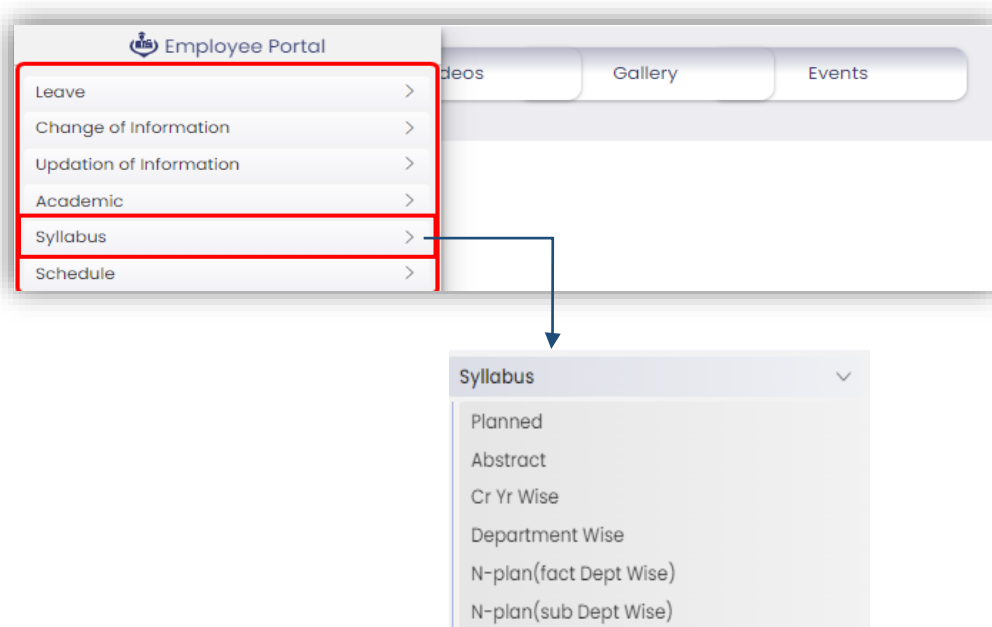 Employee Portal
deos Gallery Events
Leave
Change of Information
Updation of Information
Academic
Syllabus
Schedule
Syllabus
Planned
Abstract
Cr Yr Wise
Department Wise
N-plan(fact Dept Wise)
N-plan(sub Dept Wise)